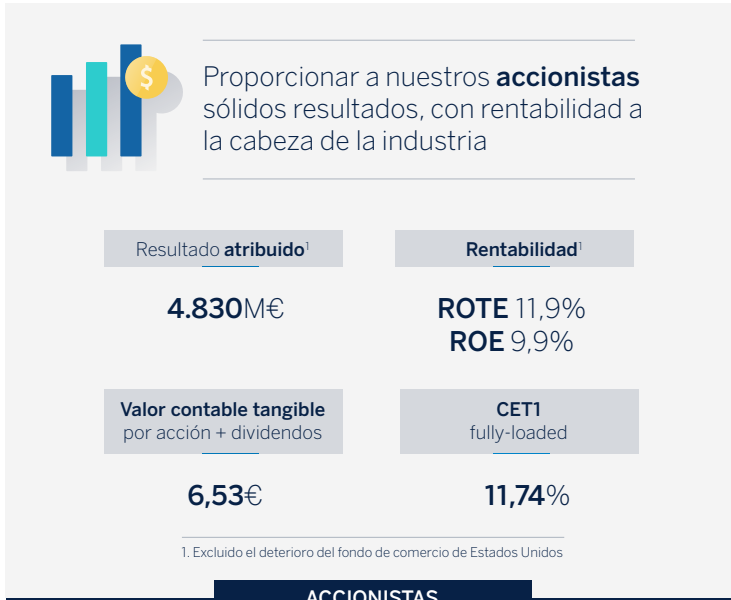 $
Proporcionar a nuestros accionistas
sólidos resultados, con rentabilidad a
la cabeza de la industria
Resultado atribuido¹
Rentabilidad¹
4.830M€
ROTE 11,9%
ROE 9,9%
Valor contable tangible
por acción + dividendos
CET1
fully-loaded
6,53€
11,74%
1. Excluido el deterioro del fondo de comercio de Estados Unidos
ACCIONISTAS